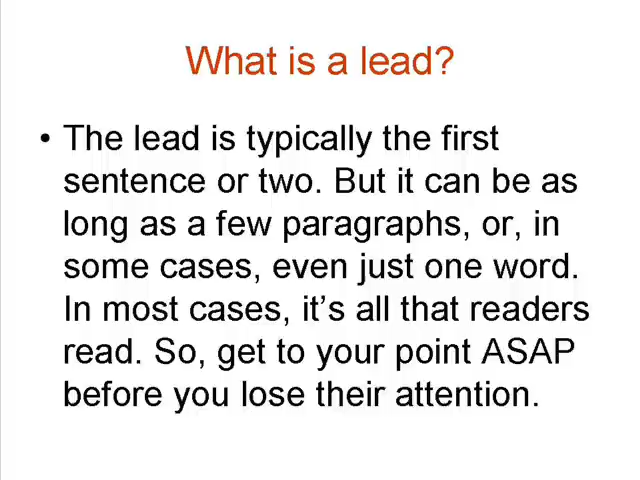 What is a lead?
• The lead is typically the first
sentence or two. But it can be as
long as a few paragraphs, or, in
some cases, even just one word.
In most cases, it’s all that readers
read. So, get to your point ASAP
before you lose their attention.